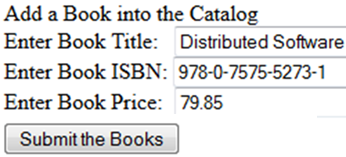 Add a Book into the Catalog
Enter Book Title: Distributed Software
Enter Book ISBN: 978-0-7575-5273-1
Enter Book Price: 79.85
Submit the Books